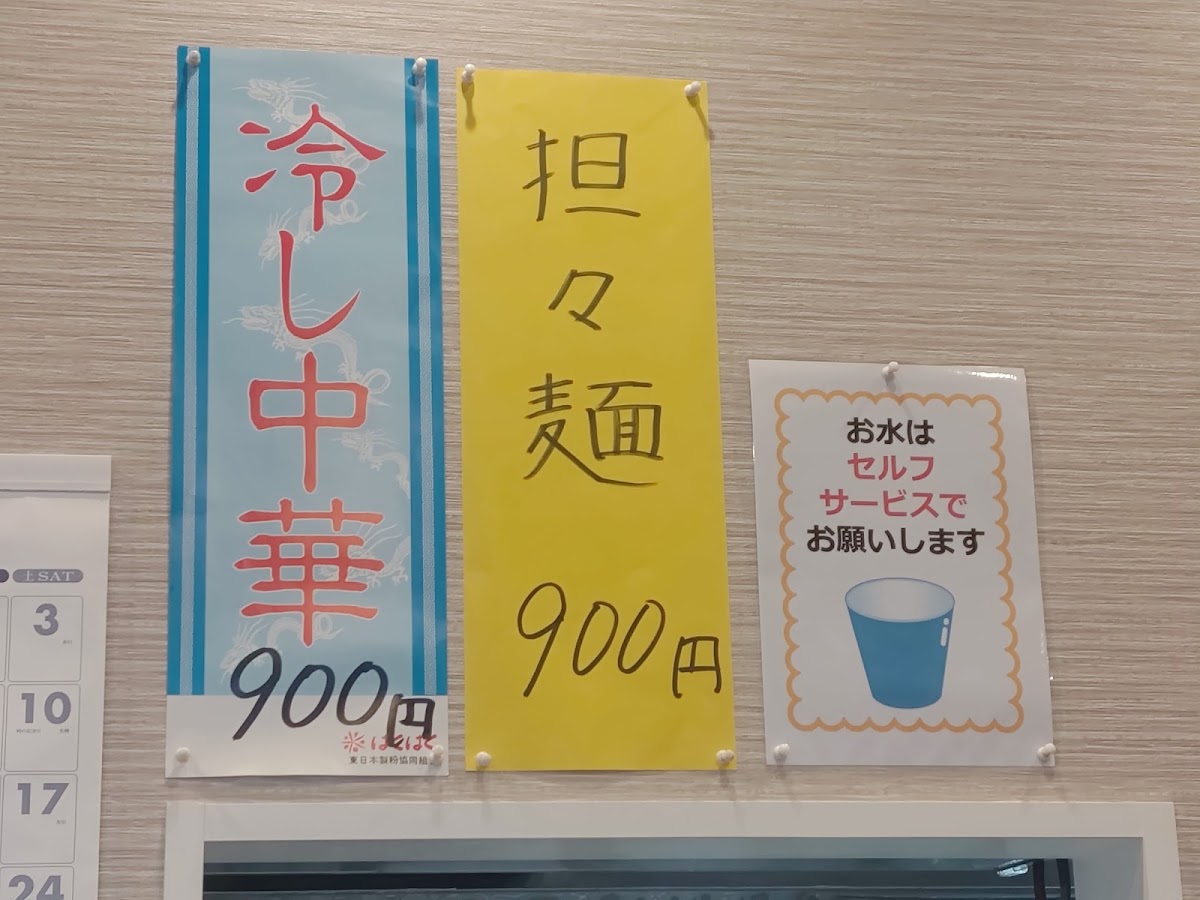 冷し中華
900円
はくばく
東日本製粉協同組
担々麺
900円
お水は
セルフ
サービスで
お願いします
土SAT
3
10
17
24